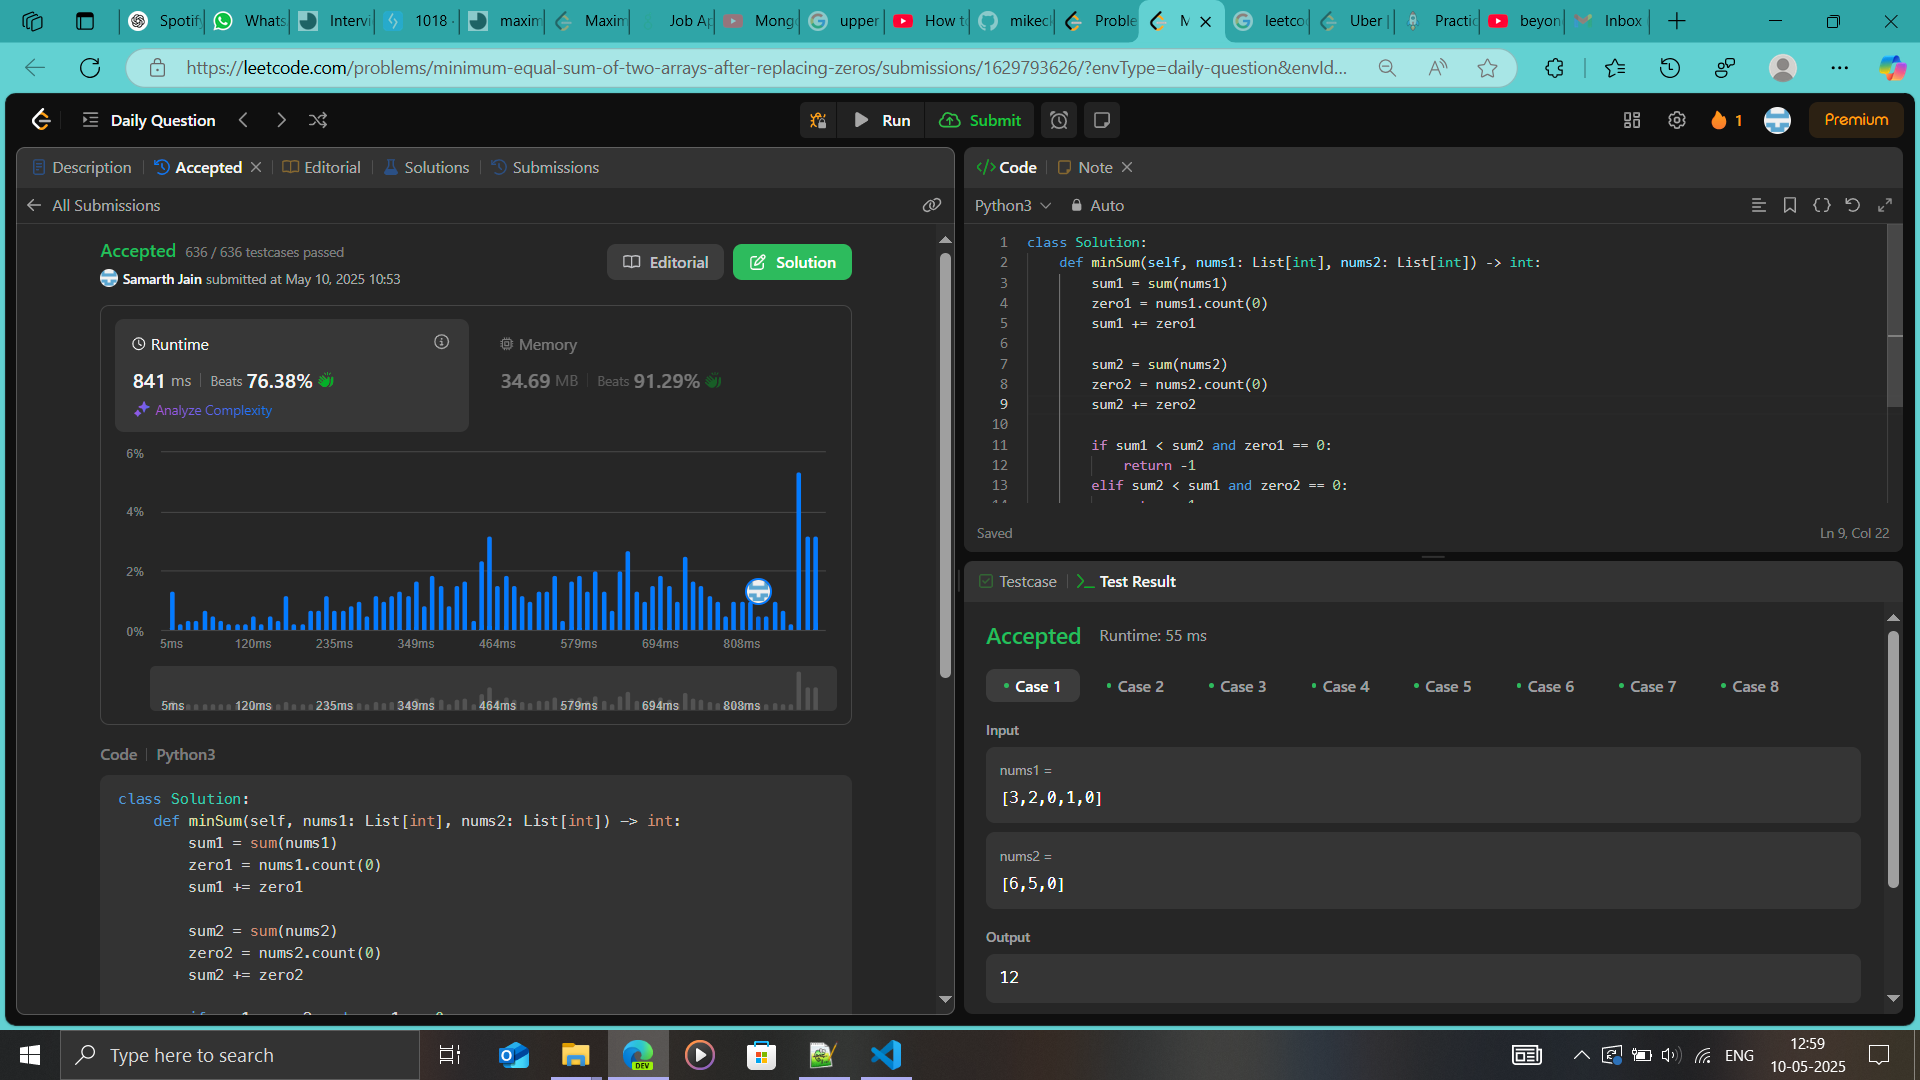 Spotify
Whats
Intervi
1018
maxim
Maxim
Job Ap
Mong
upper
How to
mikec
Proble
M
leetco
Uber |
Practic
beyon
Inbox
https://leetcode.com/problems/minimum-equal-sum-of-two-arrays-after-replacing-zeros/submissions/1629793626/?envType=daily-question&envId...
Daily Question
Run
Submit
1
Premium
Description
Accepted
Editorial
Solutions
Submissions
All Submissions
Accepted 636 / 636 testcases passed
Samarth Jain submitted at May 10, 2025 10:53
Editorial
Solution
Runtime
841 ms Beats 76.38%
Analyze Complexity
Memory
34.69 MB Beats 91.29%
6%
4%
2%
0%
5ms 120ms 235ms 349ms 464ms 579ms 694ms 808ms
5ms 120ms 235ms 349ms 464ms 579ms 694ms 808ms
Code | Python3
class Solution:
def minSum(self, nums1: List[int], nums2: List[int]) -> int:
sum1 = sum(nums1)
zero1 = nums1.count(0)
sum1 += zero1
sum2 = sum(nums2)
zero2 = nums2.count(0)
sum2 += zero2
</> Code
Note
Python3
Auto
1 class Solution:
2 def minSum(self, nums1: List[int], nums2: List[int]) -> int:
3 sum1 = sum(nums1)
4 zero1 = nums1.count(0)
5 sum1 += zero1
6
7 sum2 = sum(nums2)
8 zero2 = nums2.count(0)
9 sum2 += zero2
10
11 if sum1 < sum2 and zero1 == 0:
12 return -1
13 elif sum2 < sum1 and zero2 == 0:
Saved
Ln 9, Col 22
Testcase
Test Result
Accepted Runtime: 55 ms
Case 1
Case 2
Case 3
Case 4
Case 5
Case 6
Case 7
Case 8
Input
nums1 =
[3,2,0,1,0]
nums2 =
[6,5,0]
Output
12
Type here to search
DEV
ENG
12:59
10-05-2025